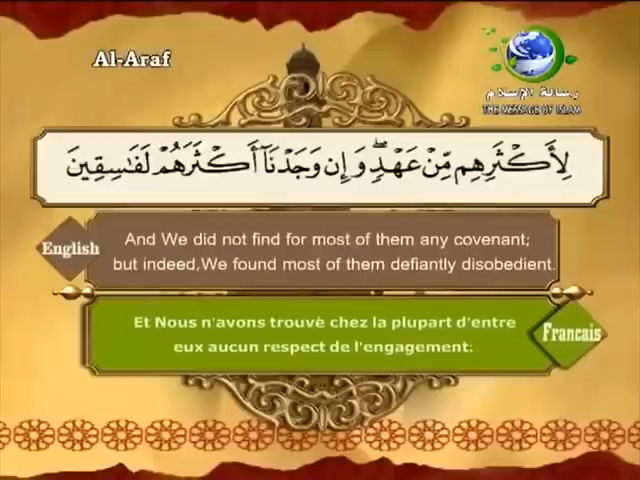 Al-Araf
رسالة الإسلام
THE MESSAGE OF ISLAM
لِأَكْثَرِهِم مِّنْ عَهْدٍۖ وَإِن وَجَدْنَآ أَكْثَرَهُمْ لَفَٰسِقِينَ
English
And We did not find for most of them any covenant;
but indeed,We found most of them defiantly disobedient.
Et Nous n'avons trouvé chez la plupart d'entre
eux aucun respect de l'engagement;
Francais